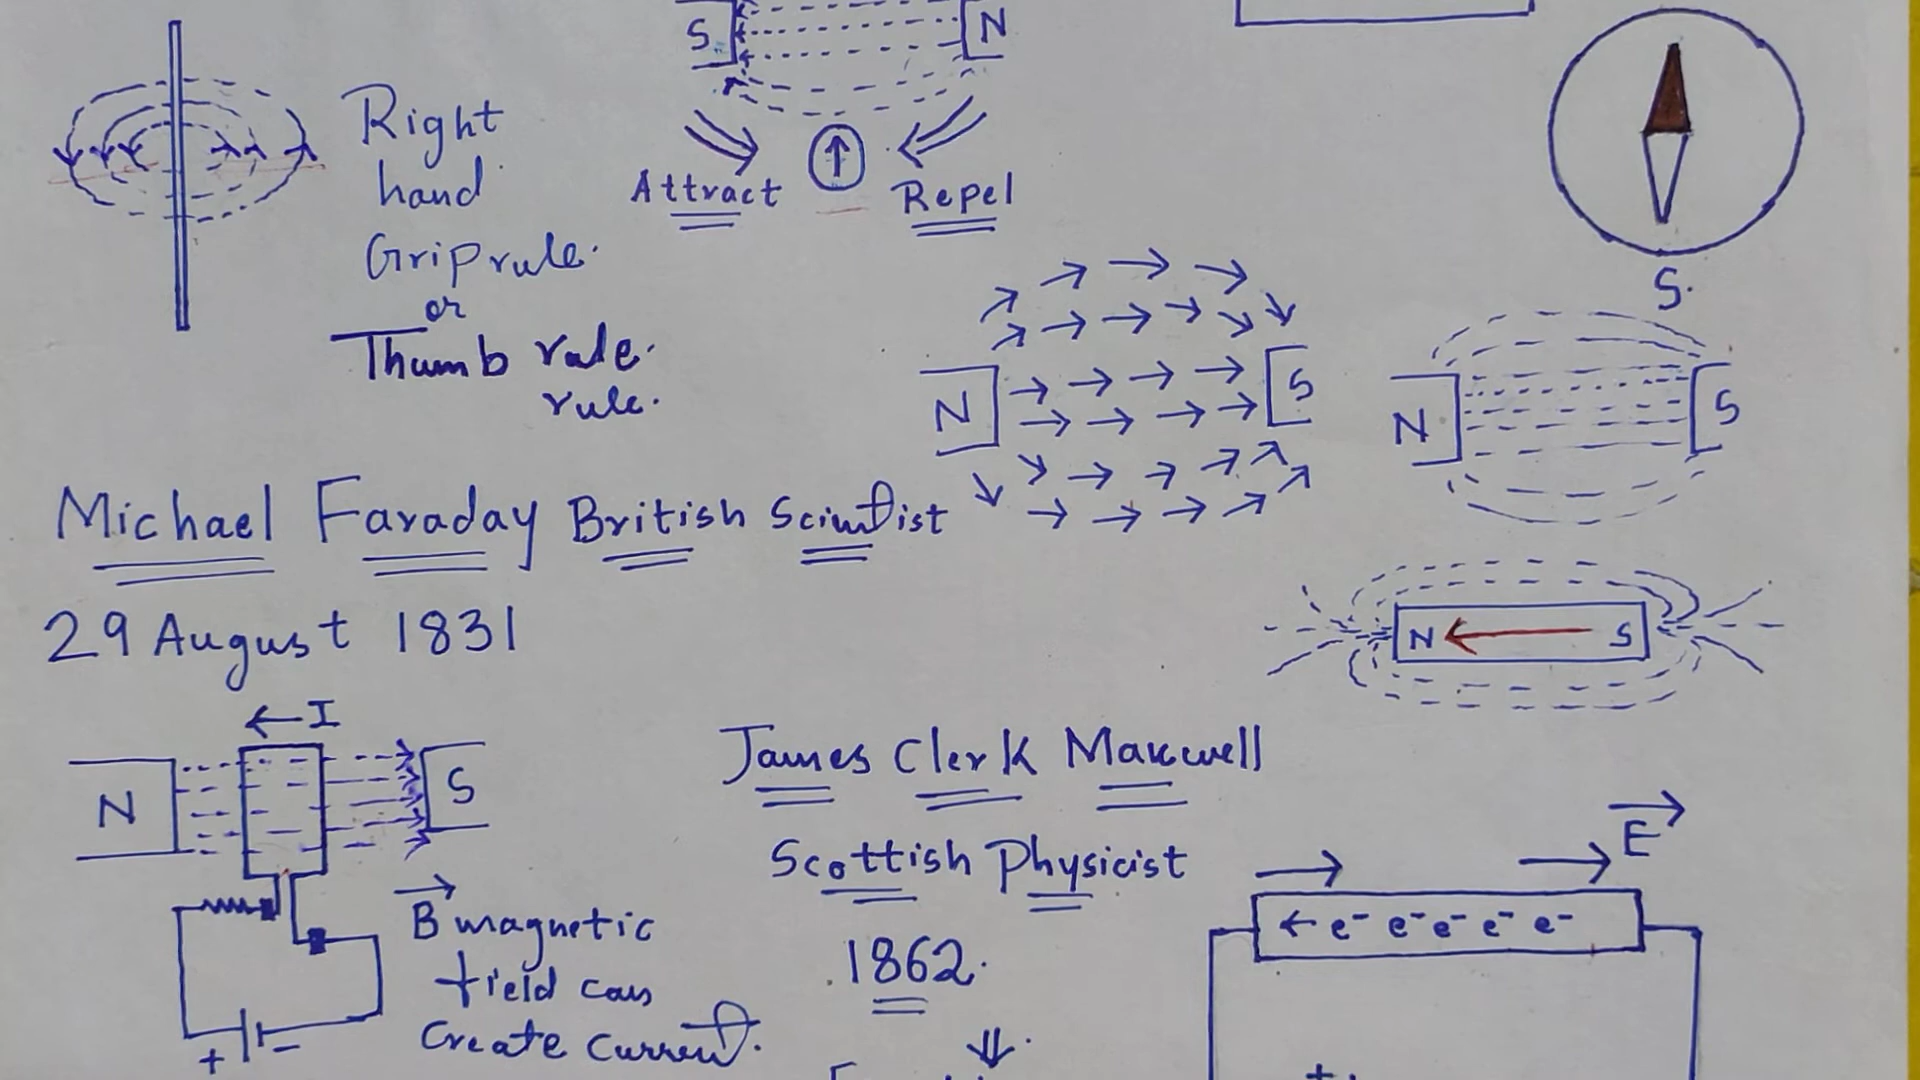 S N
Right
hand
Grip rule.
or
Thumb rule.
rule.
Attract Repel
S.
N S
N S
Michael Faraday British Scientist
29 August 1831
N S
← I
N S
B magnetic
field can
Create Current.
+ -
James Clerk Maxwell
Scottish Physicist
1862.
E
← e- e- e- e- e-
+